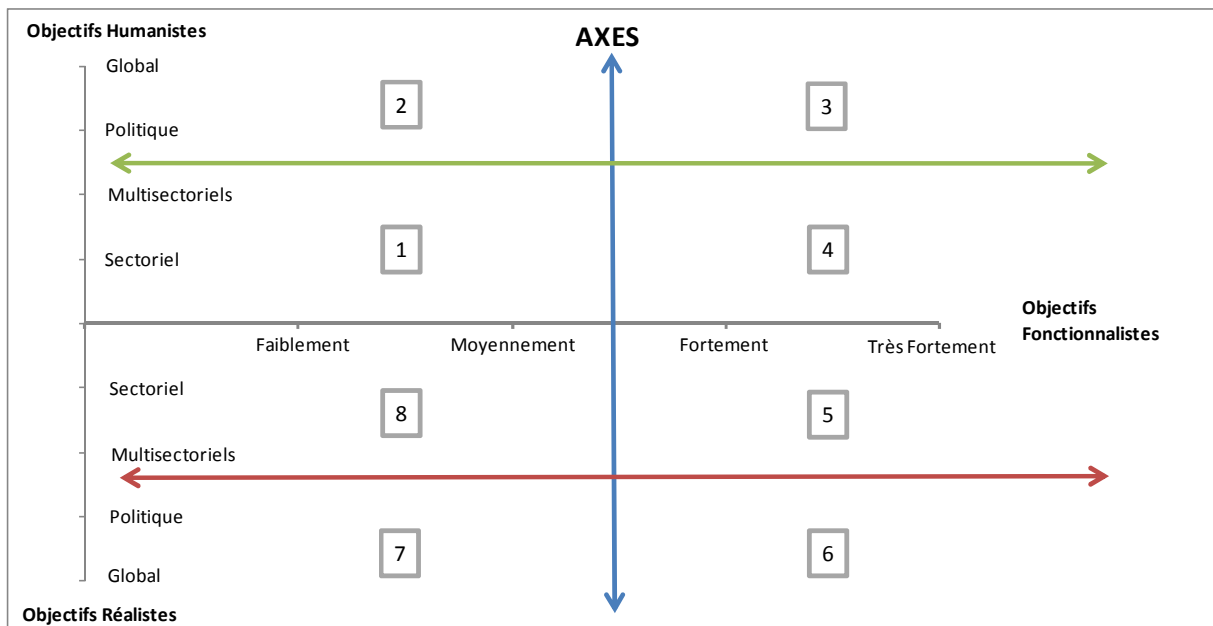 Objectifs Humanistes
AXES
Global
2
3
Politique
Multisectoriels
1
4
Sectoriel
Objectifs
Fonctionnalistes
Faiblement
Moyennement
Fortement
Très Fortement
Sectoriel
8
5
Multisectoriels
Politique
7
6
Global
Objectifs Réalistes